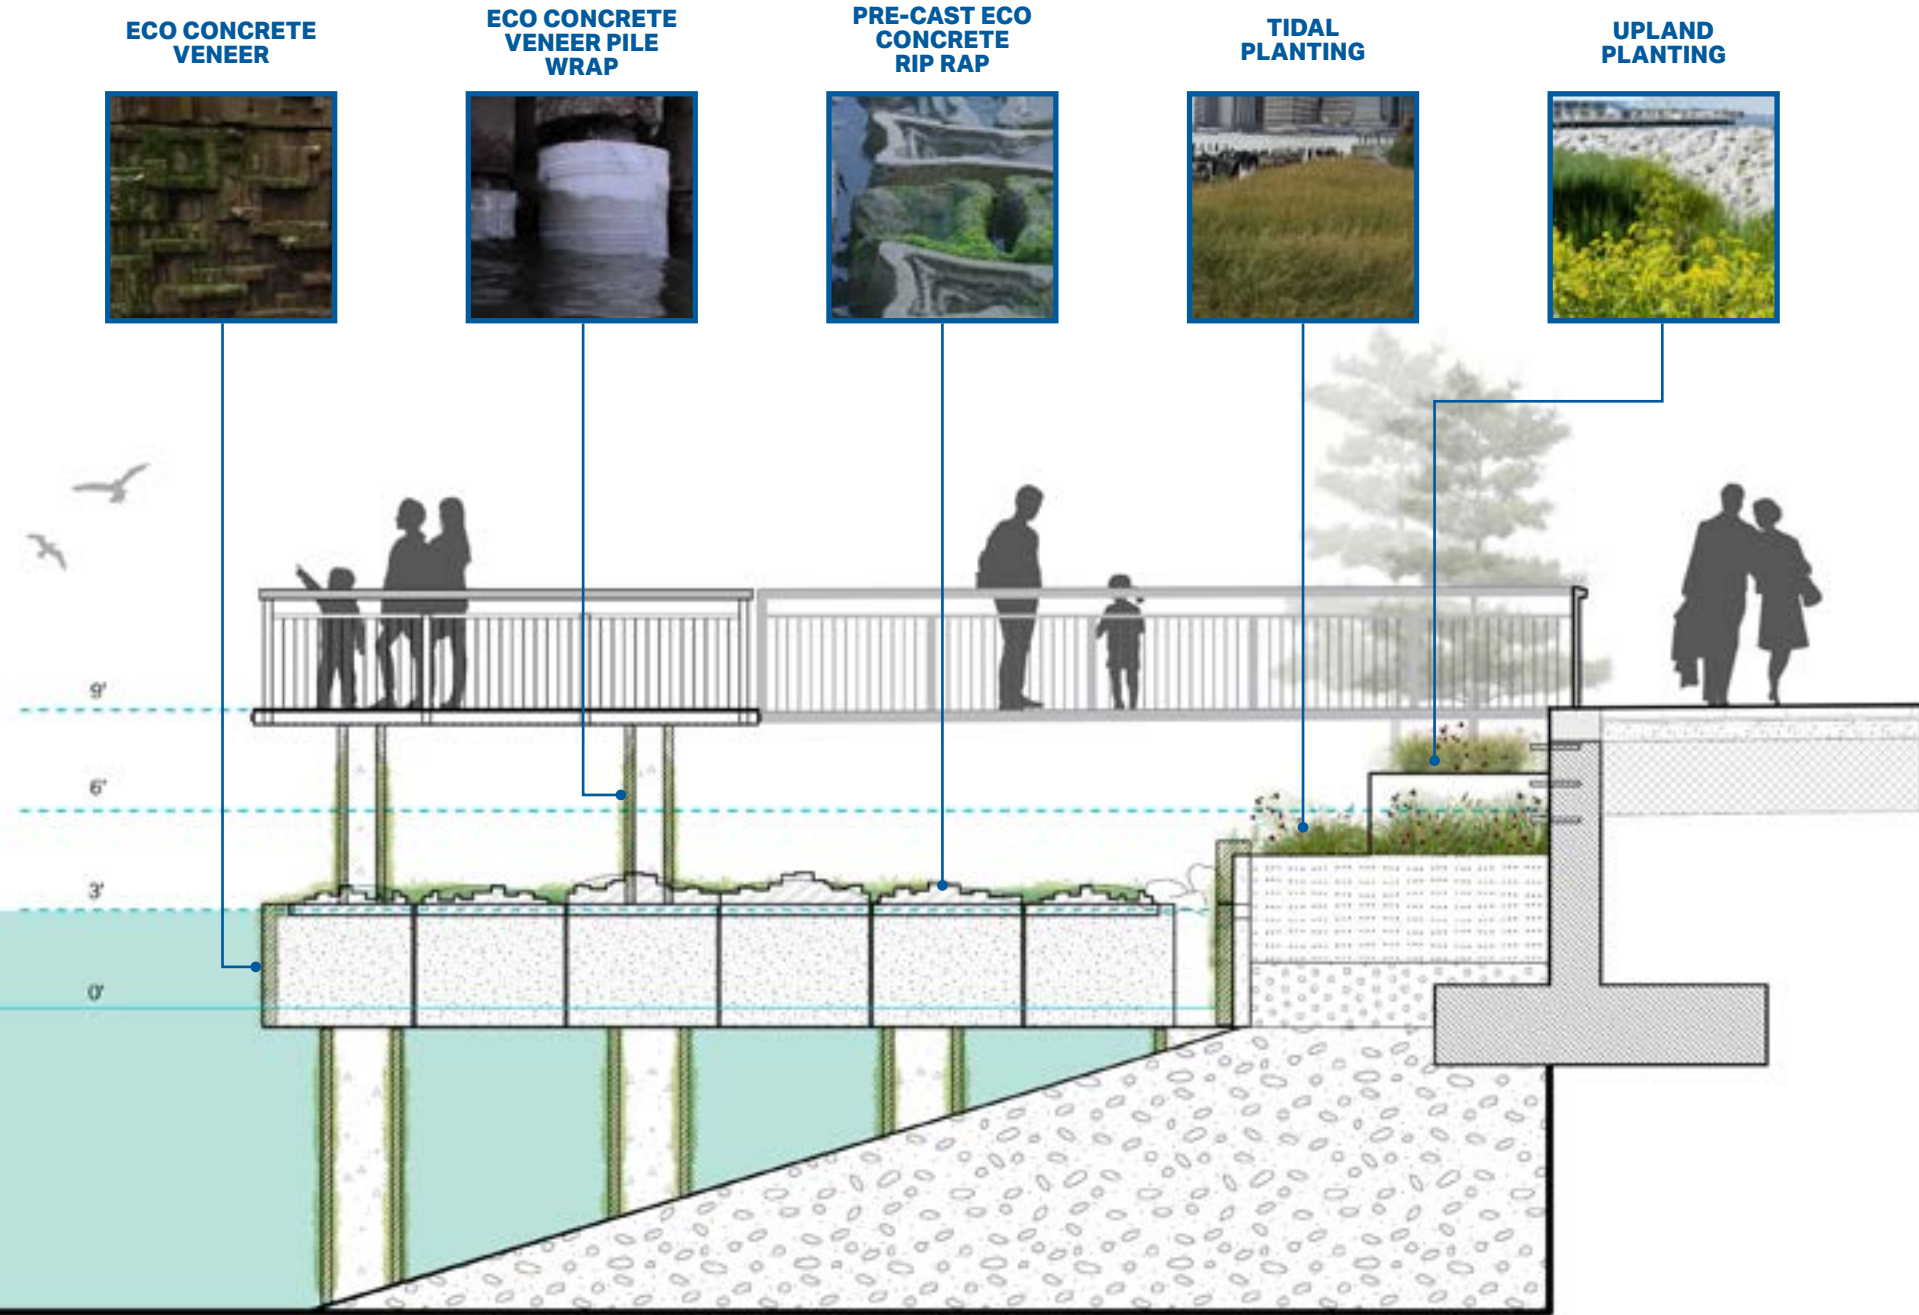 ECO CONCRETE
VENEER
ECO CONCRETE
VENEER PILE
WRAP
PRE-CAST ECO
CONCRETE
RIP RAP
TIDAL
PLANTING
UPLAND
PLANTING
9'
6'
3'
0'